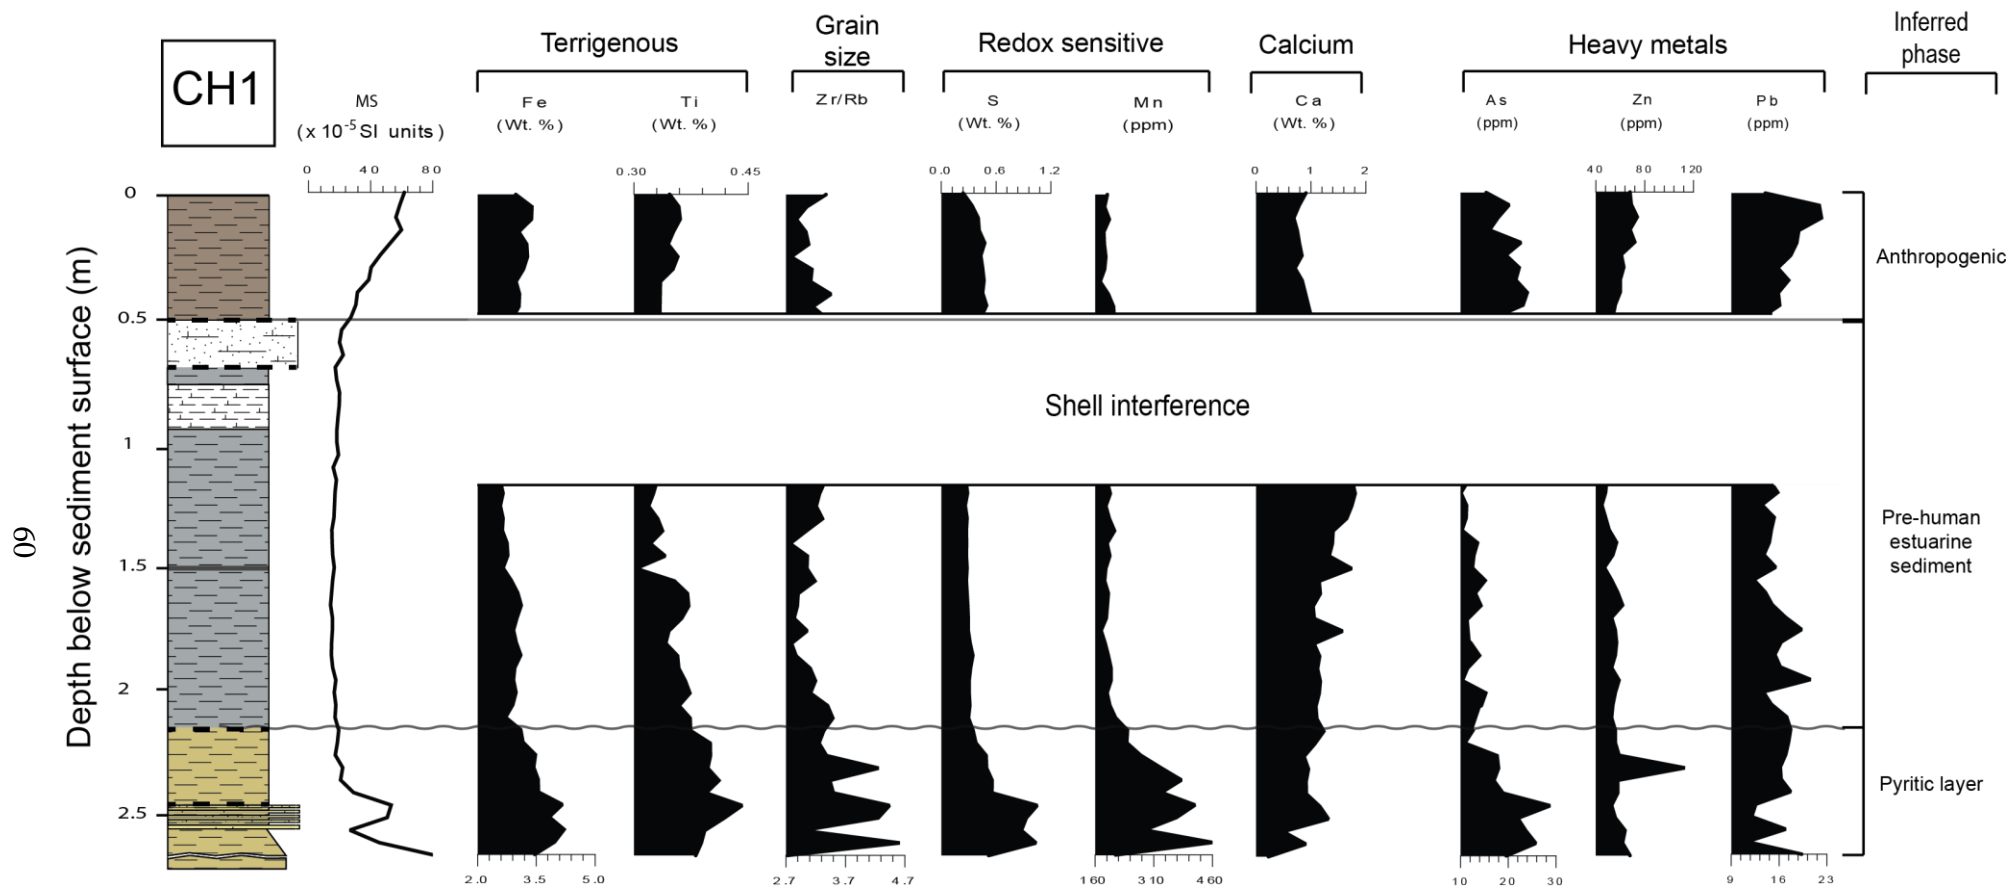 CH1
Terrigenous
Grain
size
Redox sensitive
Calcium
Heavy metals
Inferred
phase
MS
(x 10-5 SI units)
Fe
(Wt. %)
Ti
(Wt. %)
Zr/Rb
S
(Wt. %)
Mn
(ppm)
Ca
(Wt. %)
As
(ppm)
Zn
(ppm)
Pb
(ppm)
0 40 80
0.30 0.45
0.0 0.6 1.2
0 1 2
40 80 120
Depth below sediment surface (m)
0
0.5
1
1.5
2
2.5
Anthropogenic
Shell interference
Pre-human
estuarine
sediment
Pyritic layer
2.0 3.5 5.0
2.7 3.7 4.7
160 310 460
10 20 30
9 16 23
60